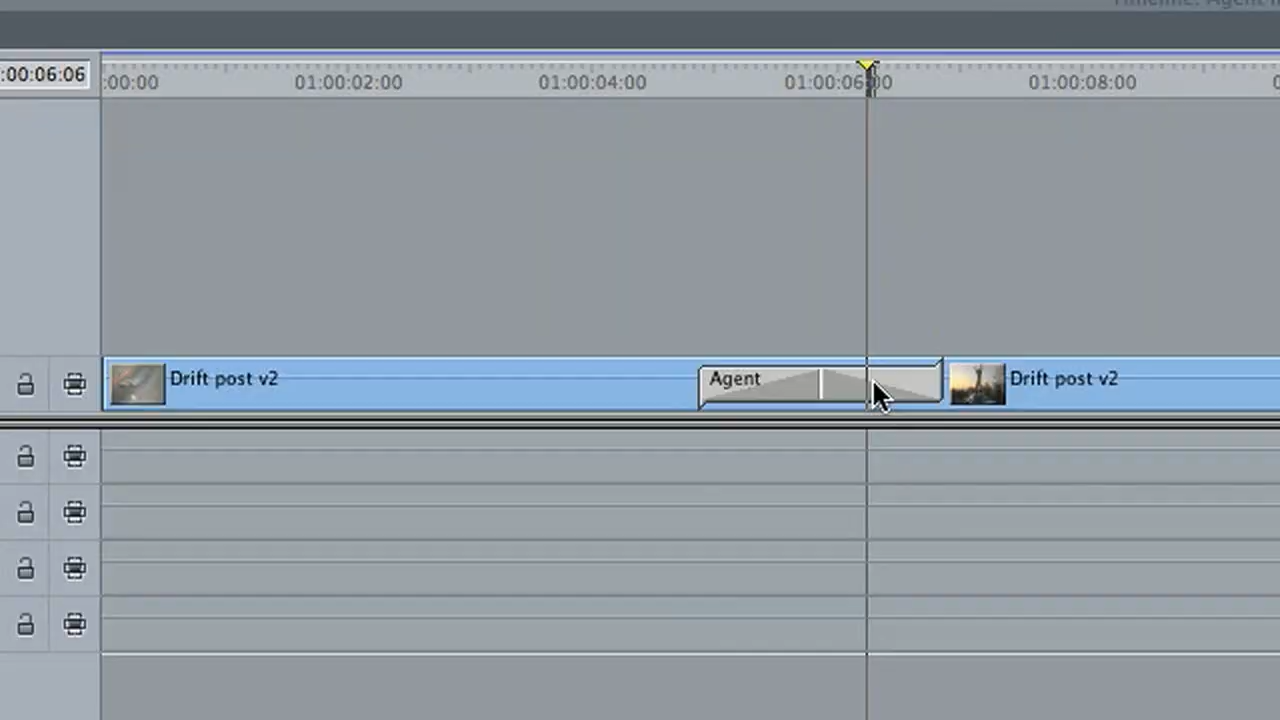 Timeline: Agent
:00:06:06
:00:00
01:00:02:00
01:00:04:00
01:00:06:00
01:00:08:00
Drift post v2
Agent
Drift post v2